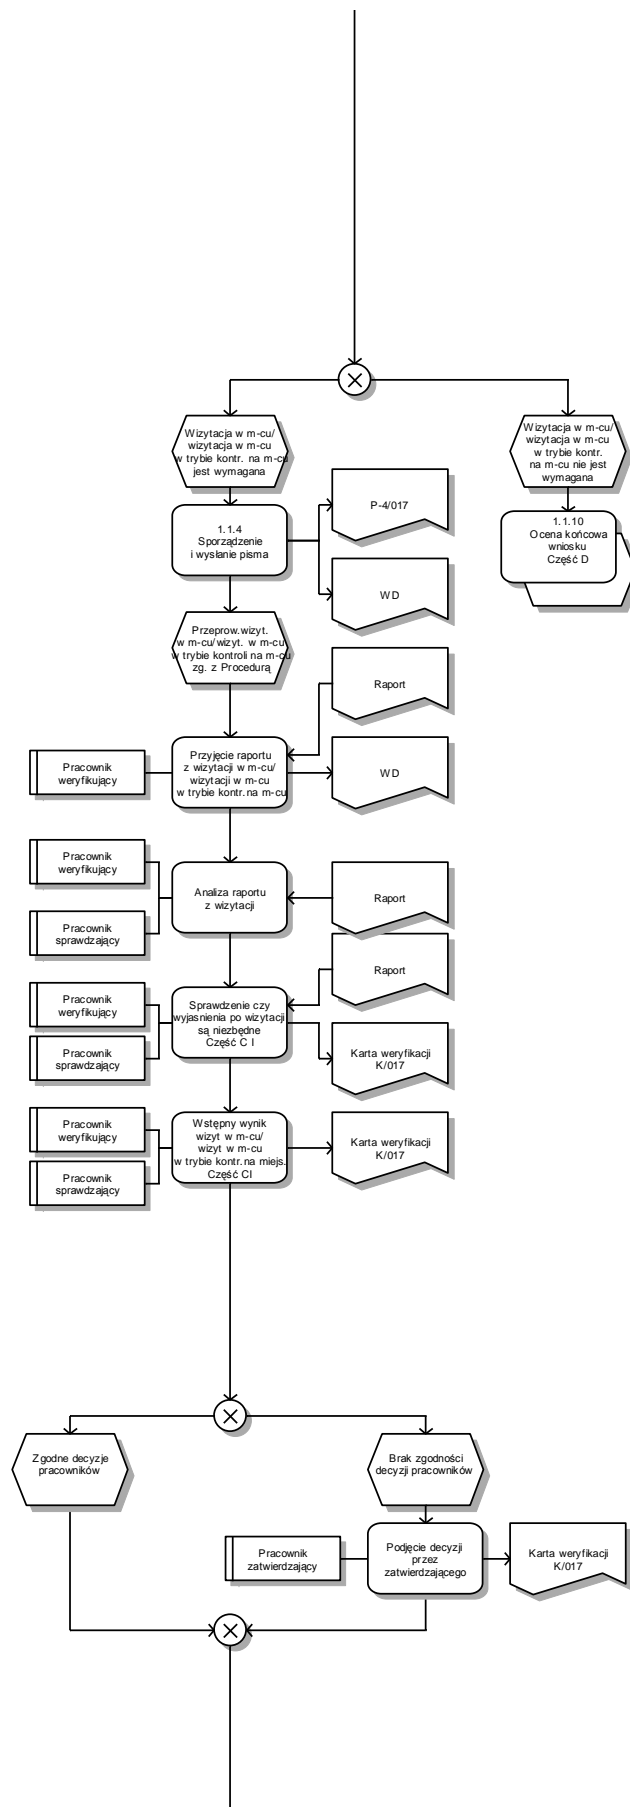 Wizytacja w m-cu/
wizytacja w m-cu
w trybie kontr. na m-cu
jest wymagana
Wizytacja w m-cu/
wizytacja w m-cu
w trybie kontr.
na m-cu nie jest
wymagana
1.1.4
Sporządzenie
i wysłanie pisma
P-4/017
WD
1.1.10
Ocena końcowa
wniosku
Część D
Przeprow.wizyt.
w m-cu/wizyt. w m-cu
w trybie kontroli na m-cu
zg. z Procedurą
Raport
Pracownik
weryfikujący
Przyjęcie raportu
z wizytacji w m-cu/
wizytacji w m-cu
w trybie kontr.na m-cu
WD
Pracownik
weryfikujący
Pracownik
sprawdzający
Analiza raportu
z wizytacji
Raport
Raport
Pracownik
weryfikujący
Pracownik
sprawdzający
Sprawdzenie czy
wyjasnienia po wizytacji
są niezbędne
Część C I
Karta weryfikacji
K/017
Pracownik
weryfikujący
Pracownik
sprawdzający
Wstępny wynik
wizyt w m-cu/
wizyt w m-cu
w trybie kontr.na miejs.
Część CI
Karta weryfikacji
K/017
Zgodne decyzje
pracowników
Brak zgodności
decyzji pracowników
Pracownik
zatwierdzający
Podjęcie decyzji
przez
zatwierdzającego
Karta weryfikacji
K/017